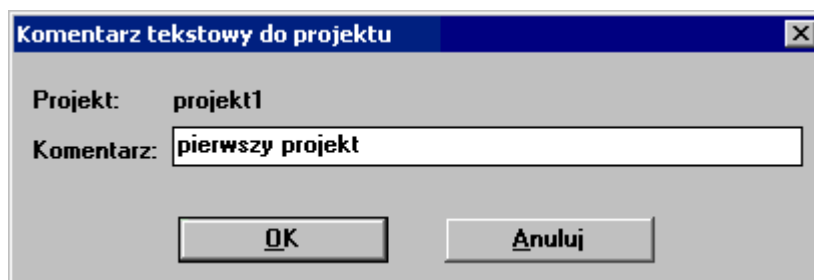 Komentarz tekstowy do projektu
Projekt: projekt1
Komentarz: pierwszy projekt
OK Anuluj